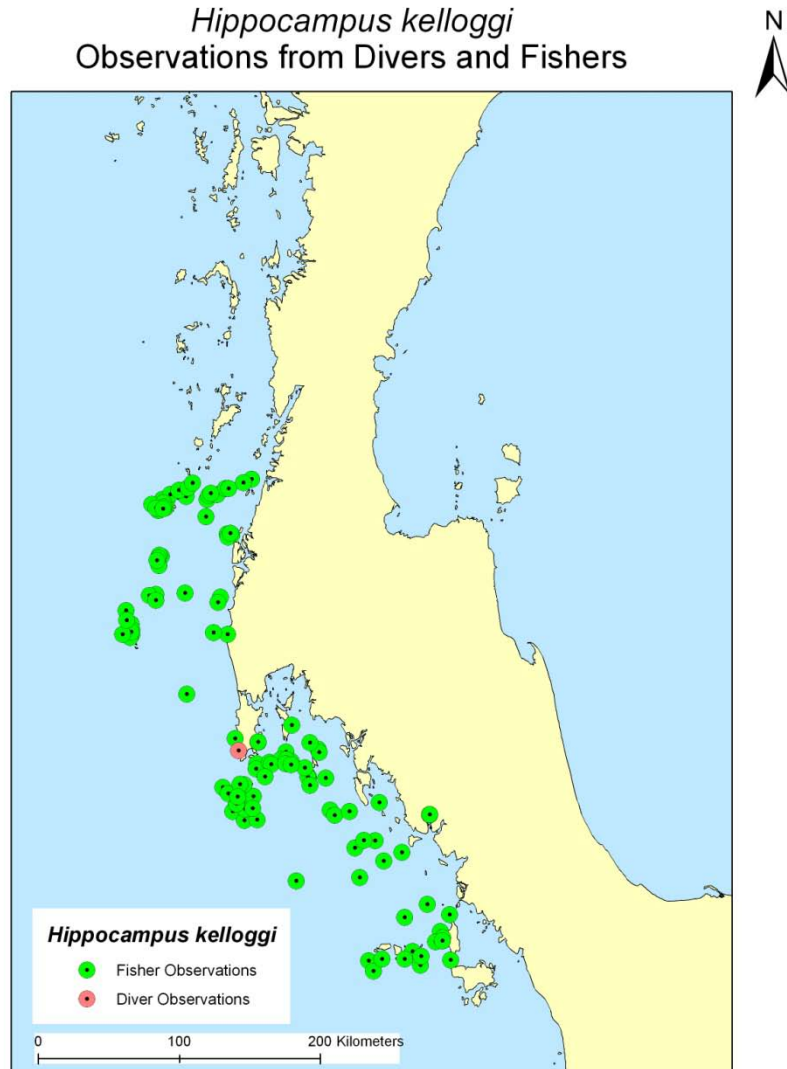 Hippocampus kelloggi
Observations from Divers and Fishers
N
Hippocampus kelloggi
Fisher Observations
Diver Observations
0 100 200 Kilometers